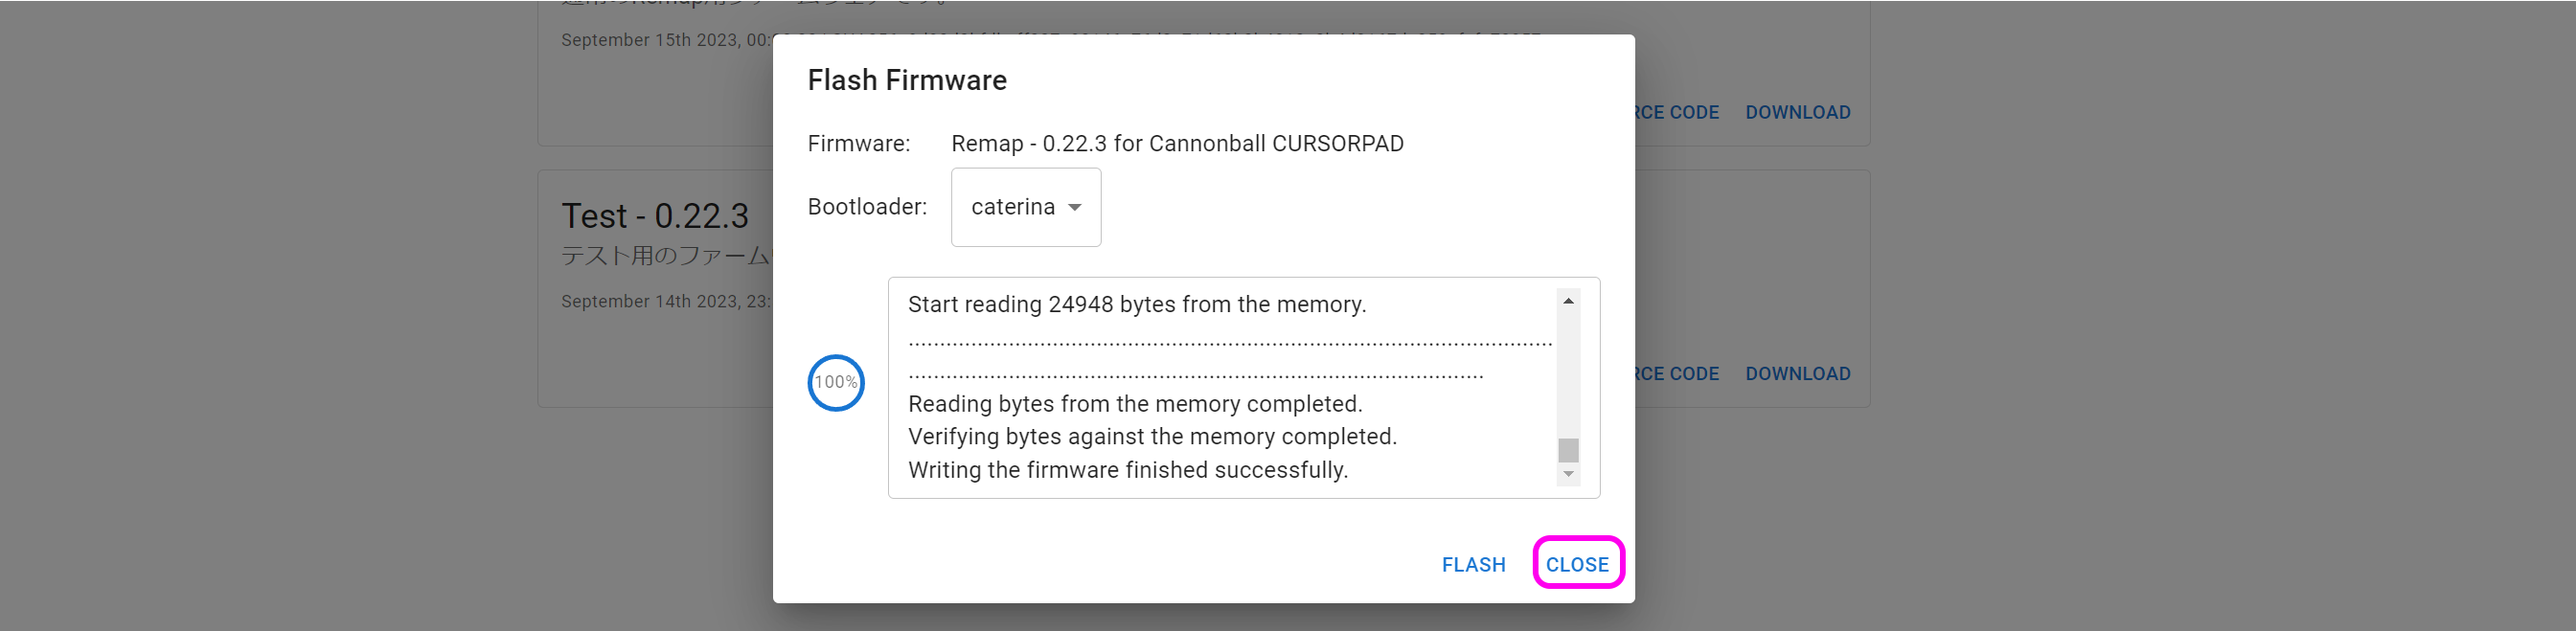 September 15th 2023, 00:
Flash Firmware
Firmware: Remap - 0.22.3 for Cannonball CURSORPAD
RCE CODE DOWNLOAD
Bootloader: caterina
Test - 0.22.3
テスト用のファーム
September 14th 2023, 23:
Start reading 24948 bytes from the memory.
100%
Reading bytes from the memory completed.
Verifying bytes against the memory completed.
Writing the firmware finished successfully.
RCE CODE DOWNLOAD
FLASH CLOSE